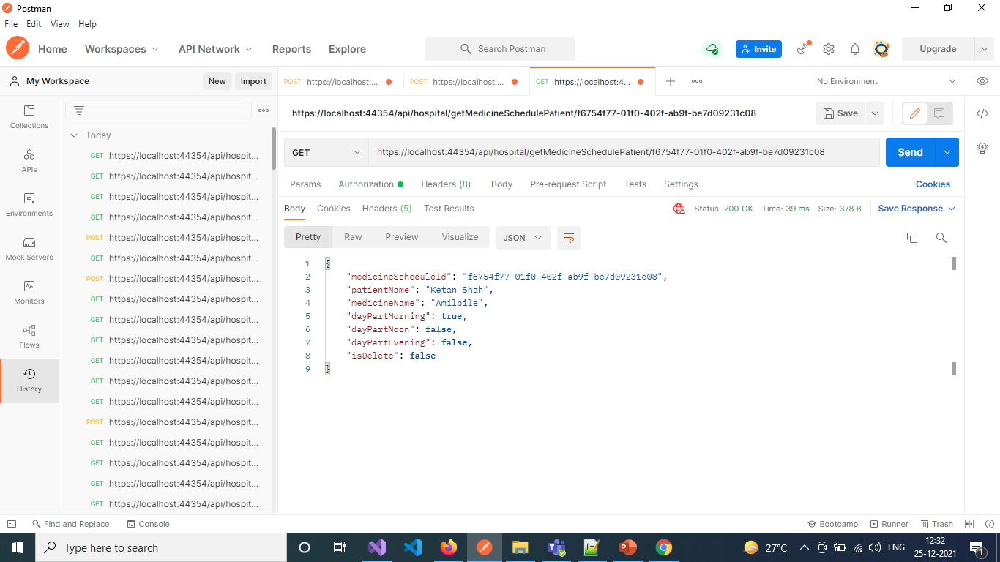 Postman
File Edit View Help
Home Workspaces API Network Reports Explore Search Postman Invite Upgrade
My Workspace New Import
POST https://localhost:... POST https://localhost:... GET https://localhost:4... No Environment
https://localhost:44354/api/hospital/getMedicineSchedulePatient/f6754f77-01f0-402f-ab9f-be7d09231c08 Save
GET https://localhost:44354/api/hospital/getMedicineSchedulePatient/f6754f77-01f0-402f-ab9f-be7d09231c08 Send
Params Authorization Headers (8) Body Pre-request Script Tests Settings Cookies
Body Cookies Headers (5) Test Results Status: 200 OK Time: 39 ms Size: 378 B Save Response
Pretty Raw Preview Visualize JSON
1 {
2 "medicineScheduleId": "f6754f77-01f0-402f-ab9f-be7d09231c08",
3 "patientName": "Ketan Shah",
4 "medicineName": "Amilpile",
5 "dayPartMorning": true,
6 "dayPartNoon": false,
7 "dayPartEvening": false,
8 "isDelete": false
9 }
Collections
APIs
Environments
Mock Servers
Monitors
Flows
History
Today
GET https://localhost:44354/api/hospit...
GET https://localhost:44354/api/hospit...
GET https://localhost:44354/api/hospit...
GET https://localhost:44354/api/hospit...
POST https://localhost:44354/api/hospit...
GET https://localhost:44354/api/hospit...
POST https://localhost:44354/api/hospit...
GET https://localhost:44354/api/hospit...
GET https://localhost:44354/api/hospit...
GET https://localhost:44354/api/hospit...
GET https://localhost:44354/api/hospit...
GET https://localhost:44354/api/hospit...
GET https://localhost:44354/api/hospit...
POST https://localhost:44354/api/hospit...
GET https://localhost:44354/api/hospit...
GET https://localhost:44354/api/hospit...
GET https://localhost:44354/api/hospit...
GET https://localhost:44354/api/hospit...
Find and Replace Console Bootcamp Runner Trash
Type here to search 27°C ENG 12:32
25-12-2021 1